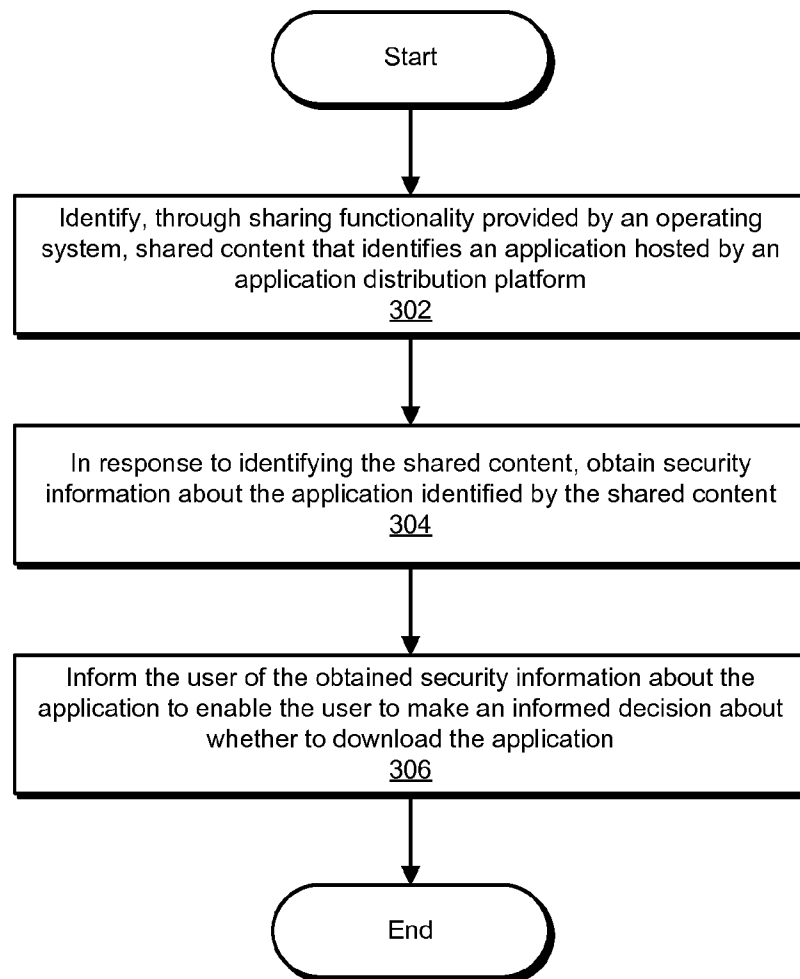 Start
Identify, through sharing functionality provided by an operating
system, shared content that identifies an application hosted by an
application distribution platform
302
In response to identifying the shared content, obtain security
information about the application identified by the shared content
304
Inform the user of the obtained security information about the
application to enable the user to make an informed decision about
whether to download the application
306
End